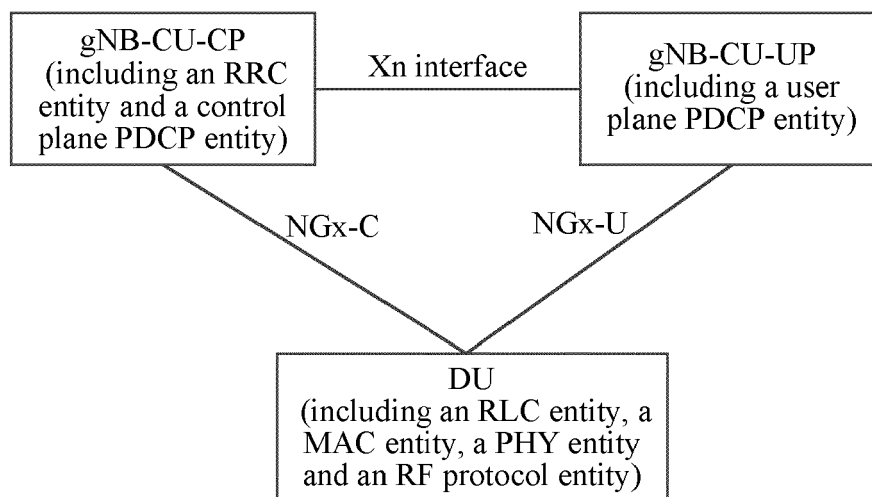 gNB-CU-CP
(including an RRC
entity and a control
plane PDCP entity)
Xn interface
gNB-CU-UP
(including a user
plane PDCP entity)
NGx-C
NGx-U
DU
(including an RLC entity, a
MAC entity, a PHY entity
and an RF protocol entity)